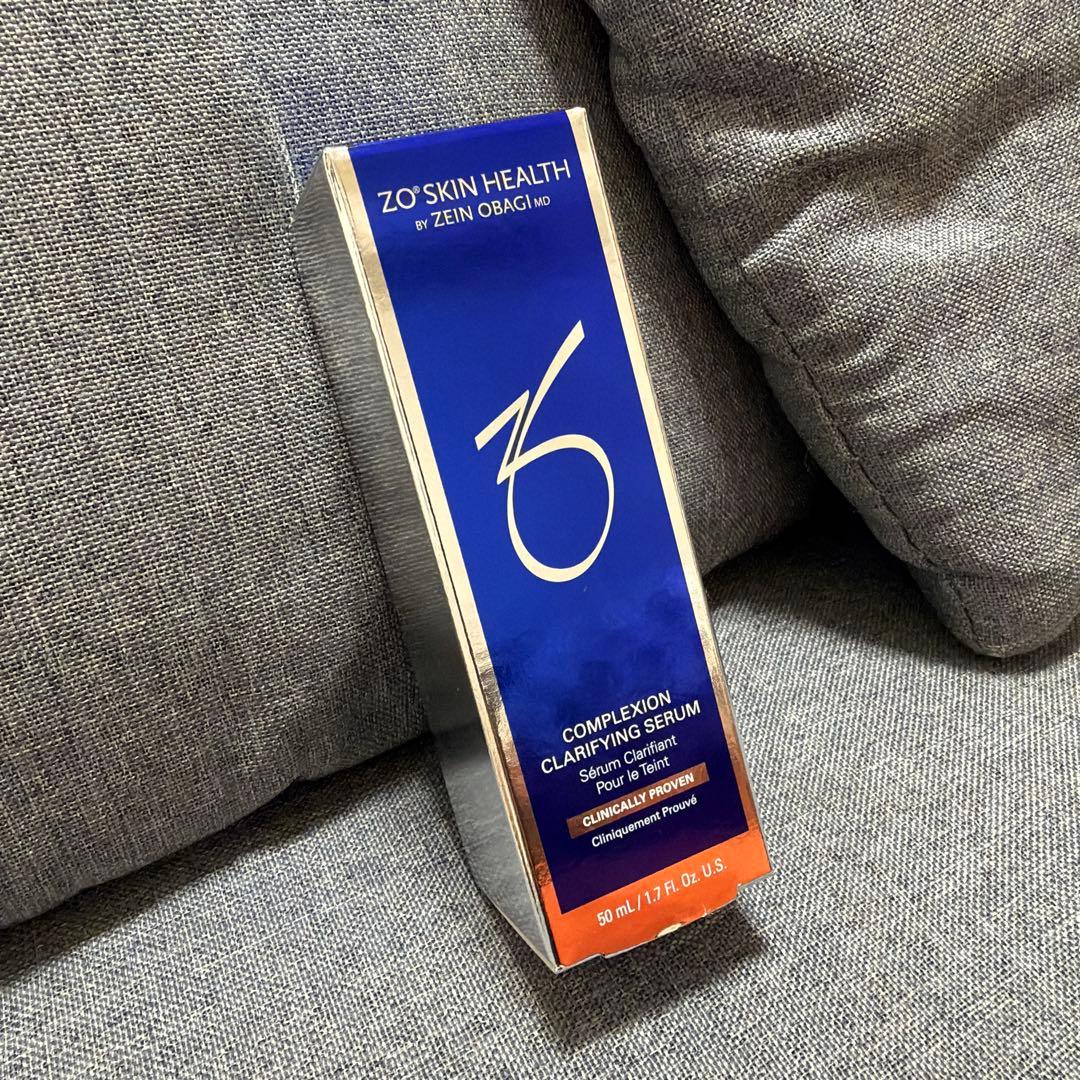 ZO® SKIN HEALTH
BY ZEIN OBAGI MD
ZO
COMPLEXION
CLARIFYING SERUM
Sérum Clarifiant
Pour le Teint
CLINICALLY PROVEN
Cliniquement Prouvé
50 mL / 1.7 Fl. Oz. U.S.